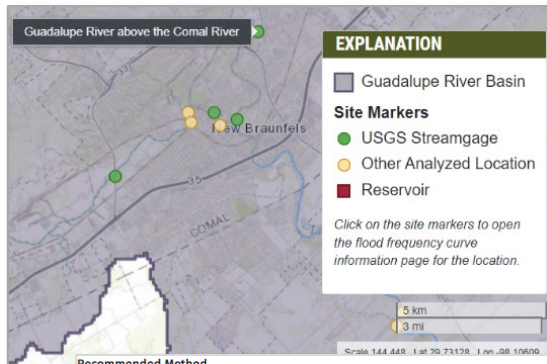 Guadalupe River above the Comal River
EXPLANATION
Guadalupe River Basin
Site Markers
USGS Streamgage
Other Analyzed Location
Reservoir
Click on the site markers to open
the flood frequency curve
information page for the location.
New Braunfels
35
COMAL
5 km
3 mi
Scale 144,448 Lat 29.73128 Lon -98.10609
Recommended Method